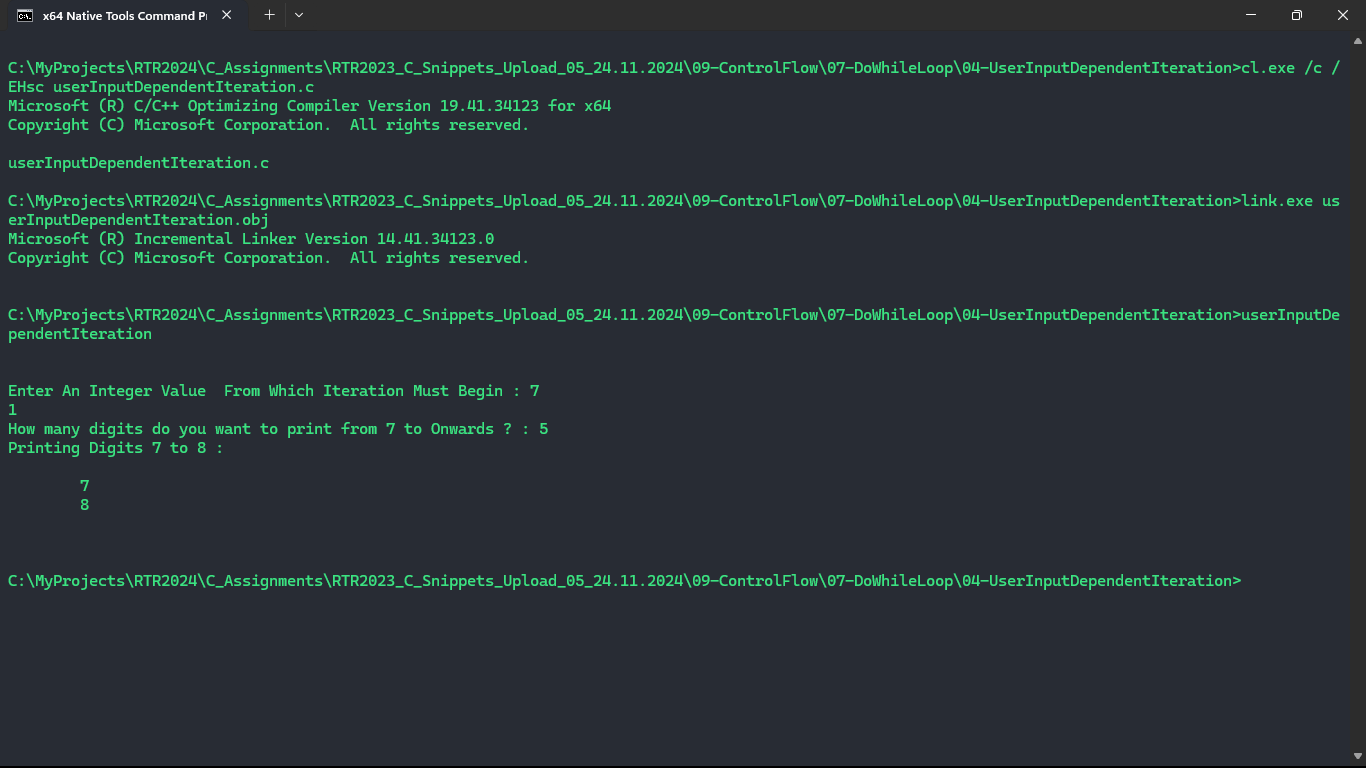 x64 Native Tools Command P
C:\MyProjects\RTR2024\C_Assignments\RTR2023_C_Snippets_Upload_05_24.11.2024\09-ControlFlow\07-DoWhileLoop\04-UserInputDependentIteration>cl.exe /c /
EHsc userInputDependentIteration.c
Microsoft (R) C/C++ Optimizing Compiler Version 19.41.34123 for x64
Copyright (C) Microsoft Corporation.  All rights reserved.
userInputDependentIteration.c
C:\MyProjects\RTR2024\C_Assignments\RTR2023_C_Snippets_Upload_05_24.11.2024\09-ControlFlow\07-DoWhileLoop\04-UserInputDependentIteration>link.exe us
erInputDependentIteration.obj
Microsoft (R) Incremental Linker Version 14.41.34123.0
Copyright (C) Microsoft Corporation.  All rights reserved.
C:\MyProjects\RTR2024\C_Assignments\RTR2023_C_Snippets_Upload_05_24.11.2024\09-ControlFlow\07-DoWhileLoop\04-UserInputDependentIteration>userInputDe
pendentIteration
Enter An Integer Value  From Which Iteration Must Begin : 7
1
How many digits do you want to print from 7 to Onwards ? : 5
Printing Digits 7 to 8 :
7
8
C:\MyProjects\RTR2024\C_Assignments\RTR2023_C_Snippets_Upload_05_24.11.2024\09-ControlFlow\07-DoWhileLoop\04-UserInputDependentIteration>